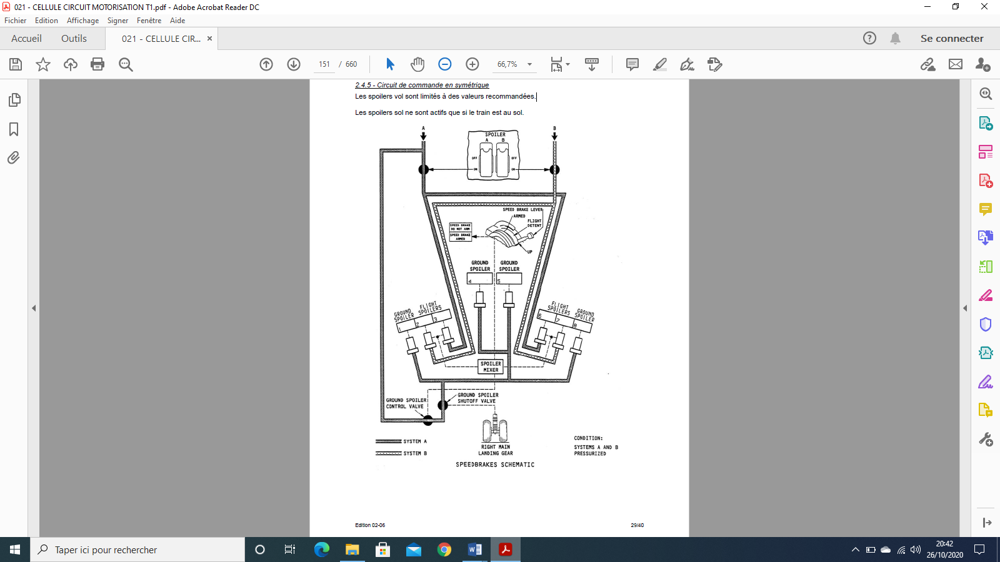 021 - CELLULE CIRCUIT MOTORISATION T1.pdf - Adobe Acrobat Reader DC
Fichier Edition Affichage Signer Fenêtre Aide
Accueil Outils 021 - CELLULE CIR... × Se connecter
151 / 660 66,7%
2.4.5 - Circuit de commande en symétrique
Les spoilers vol sont limités à des valeurs recommandées.
Les spoilers sol ne sont actifs que si le train est au sol.
A B
SPOILER
A B
OFF OFF
ON ON
SPEED BRAKE LEVER
ARMED
FLIGHT
DETENT
UP
SPEED BRAKE
DO NOT ARM
SPEED BRAKE
ARMED
GROUND
SPOILER
4
GROUND
SPOILER
5
GROUND
SPOILER
FLIGHT
SPOILERS
1 2 3
FLIGHT
SPOILERS
GROUND
SPOILER
6 7 8
SPOILER
MIXER
GROUND SPOILER
CONTROL VALVE
GROUND SPOILER
SHUTOFF VALVE
SYSTEM A
SYSTEM B
RIGHT MAIN
LANDING GEAR
CONDITION:
SYSTEMS A AND B
PRESSURIZED
SPEEDBRAKES SCHEMATIC
Edition 02-06 29/40
Taper ici pour rechercher
20:42
26/10/2020